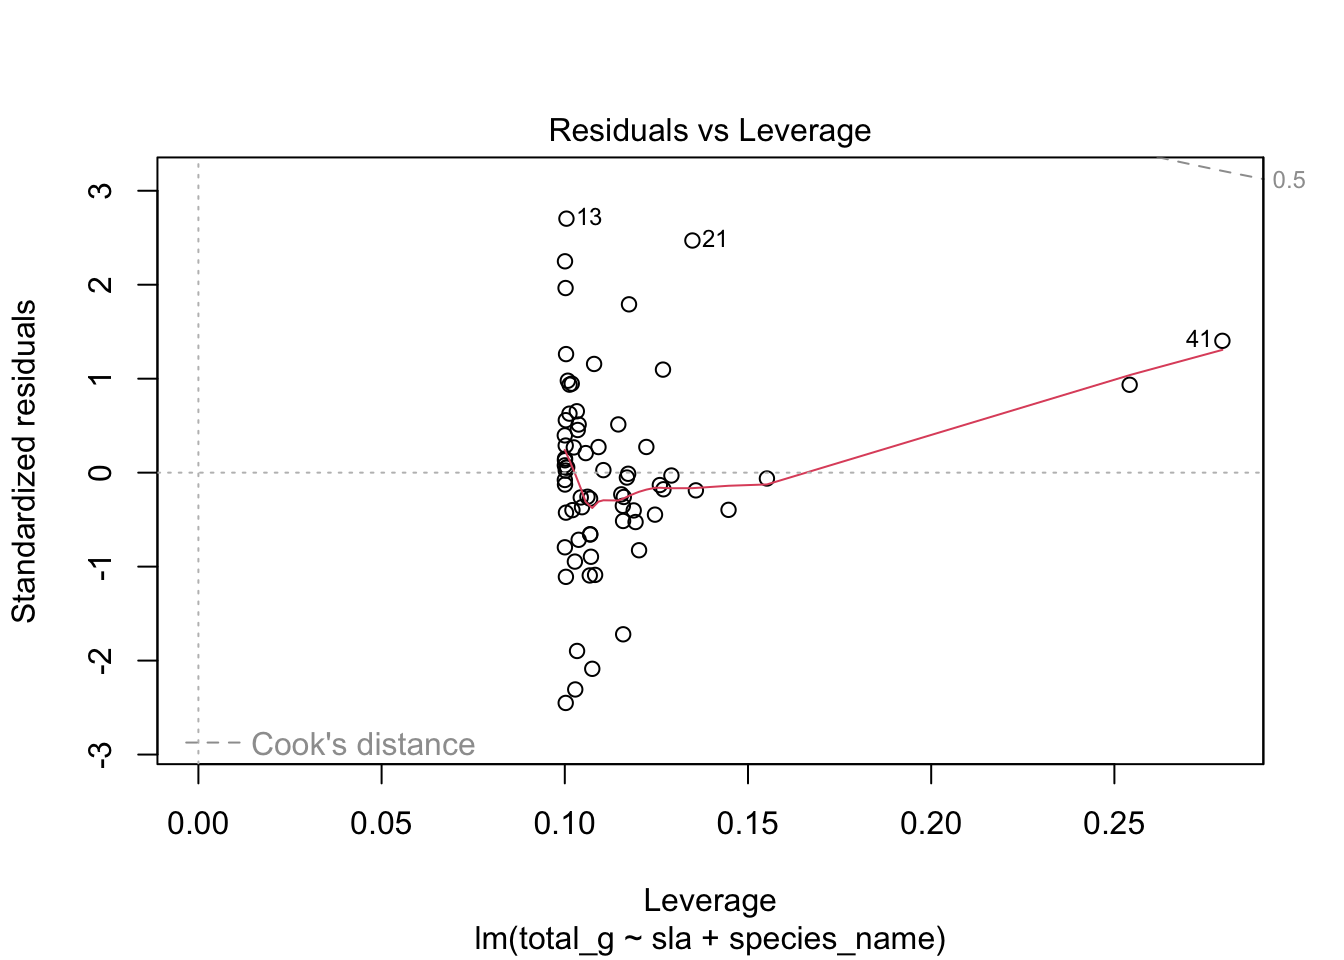 Residuals vs Leverage
Standardized residuals
3
2
1
0
-1
-2
-3
13
21
41
0.5
Cook's distance
0.00 0.05 0.10 0.15 0.20 0.25
Leverage
lm(total_g ~ sla + species_name)